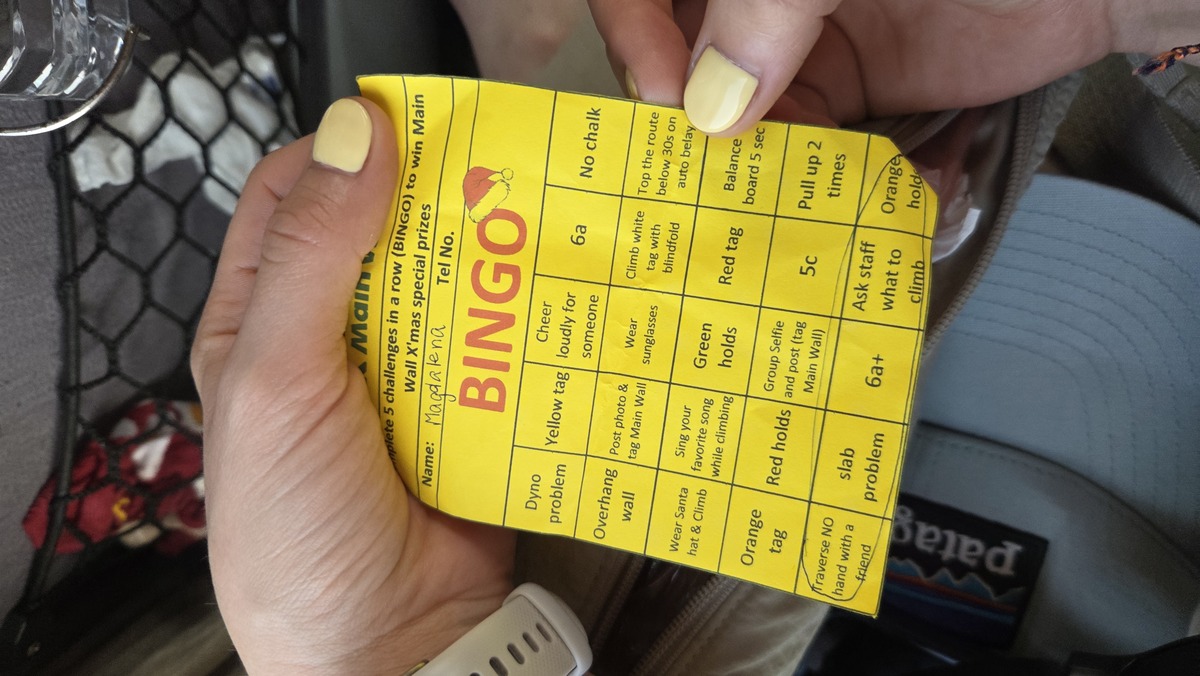 5 challenges in a row (BINGO) to win Main
Wall X'mas special prizes
Name: Magdalena Tel No.
BINGO
Dyno
problem
Yellow tag
Cheer
loudly for
someone
6a
No chalk
Overhang
wall
Post photo &
tag Main Wall
Wear
sunglasses
Climb white
tag with
blindfold
Top the route
below 30s on
auto belay
Wear Santa
hat & Climb
Sing your
favorite song
while climbing
Green
holds
Red tag
Balance
board 5 sec
Orange
tag
Red holds
Group Selfie
and post (tag
Main Wall)
5c
Pull up 2
times
Traverse NO
hand with a
friend
slab
problem
6a+
Ask staff
what to
climb
Orange
holds
patag